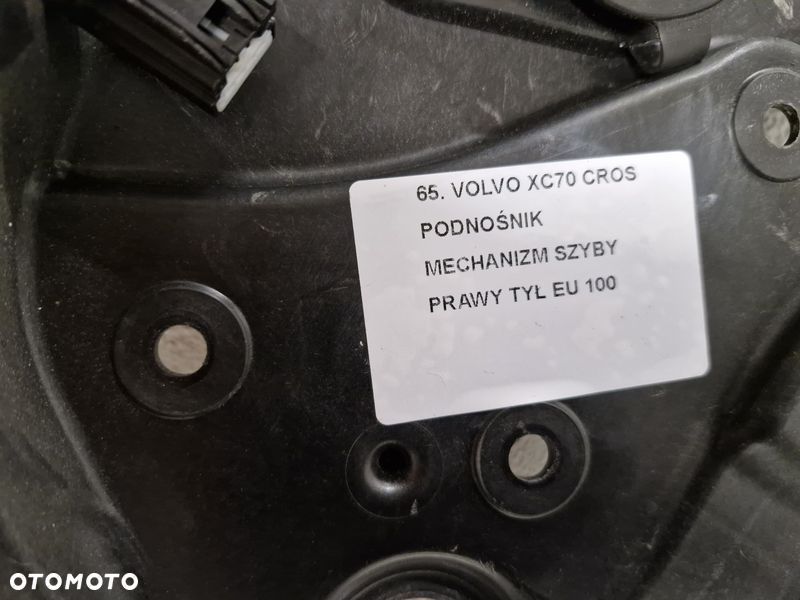 65. VOLVO XC70 CROS
PODNOŚNIK
MECHANIZM SZYBY
PRAWY TYŁ EU 100
OTOMOTO